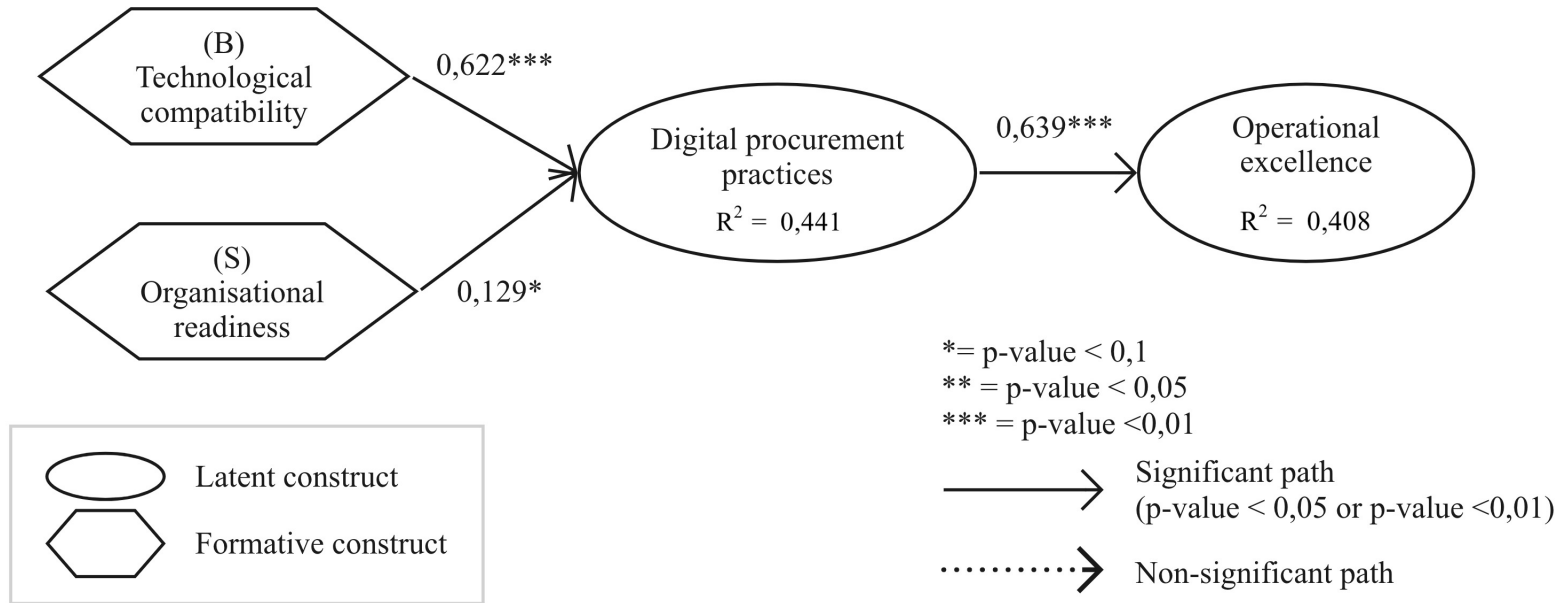 (B)
Technological
compatibility
0,622***
(S)
Organisational
readiness
0,129*
Digital procurement
practices
R² = 0,441
0,639***
Operational
excellence
R² = 0,408
*= p-value < 0,1
** = p-value < 0,05
*** = p-value <0,01
Significant path
(p-value < 0,05 or p-value <0,01)
Non-significant path
Latent construct
Formative construct